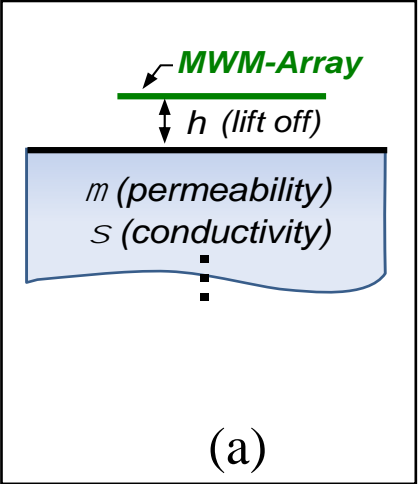 MWM-Array
h (lift off)
m (permeability)
s (conductivity)
(a)